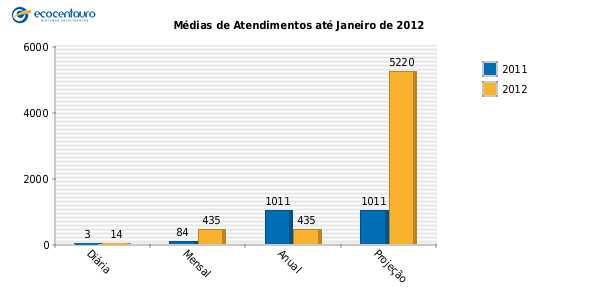 ecocentauro
Médias de Atendimentos até Janeiro de 2012
6000
4000
2000
0
3
14
84
435
1011
435
1011
5220
Diária
Mensal
Anual
Projeção
2011
2012